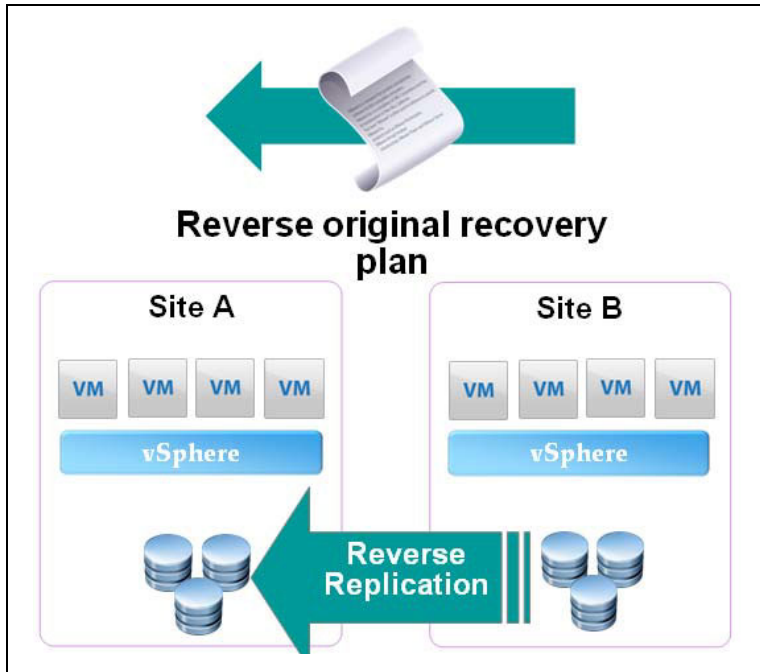 Reverse original recovery
plan
Site A
Site B
VM VM VM VM
VM VM VM VM
vSphere
vSphere
Reverse
Replication